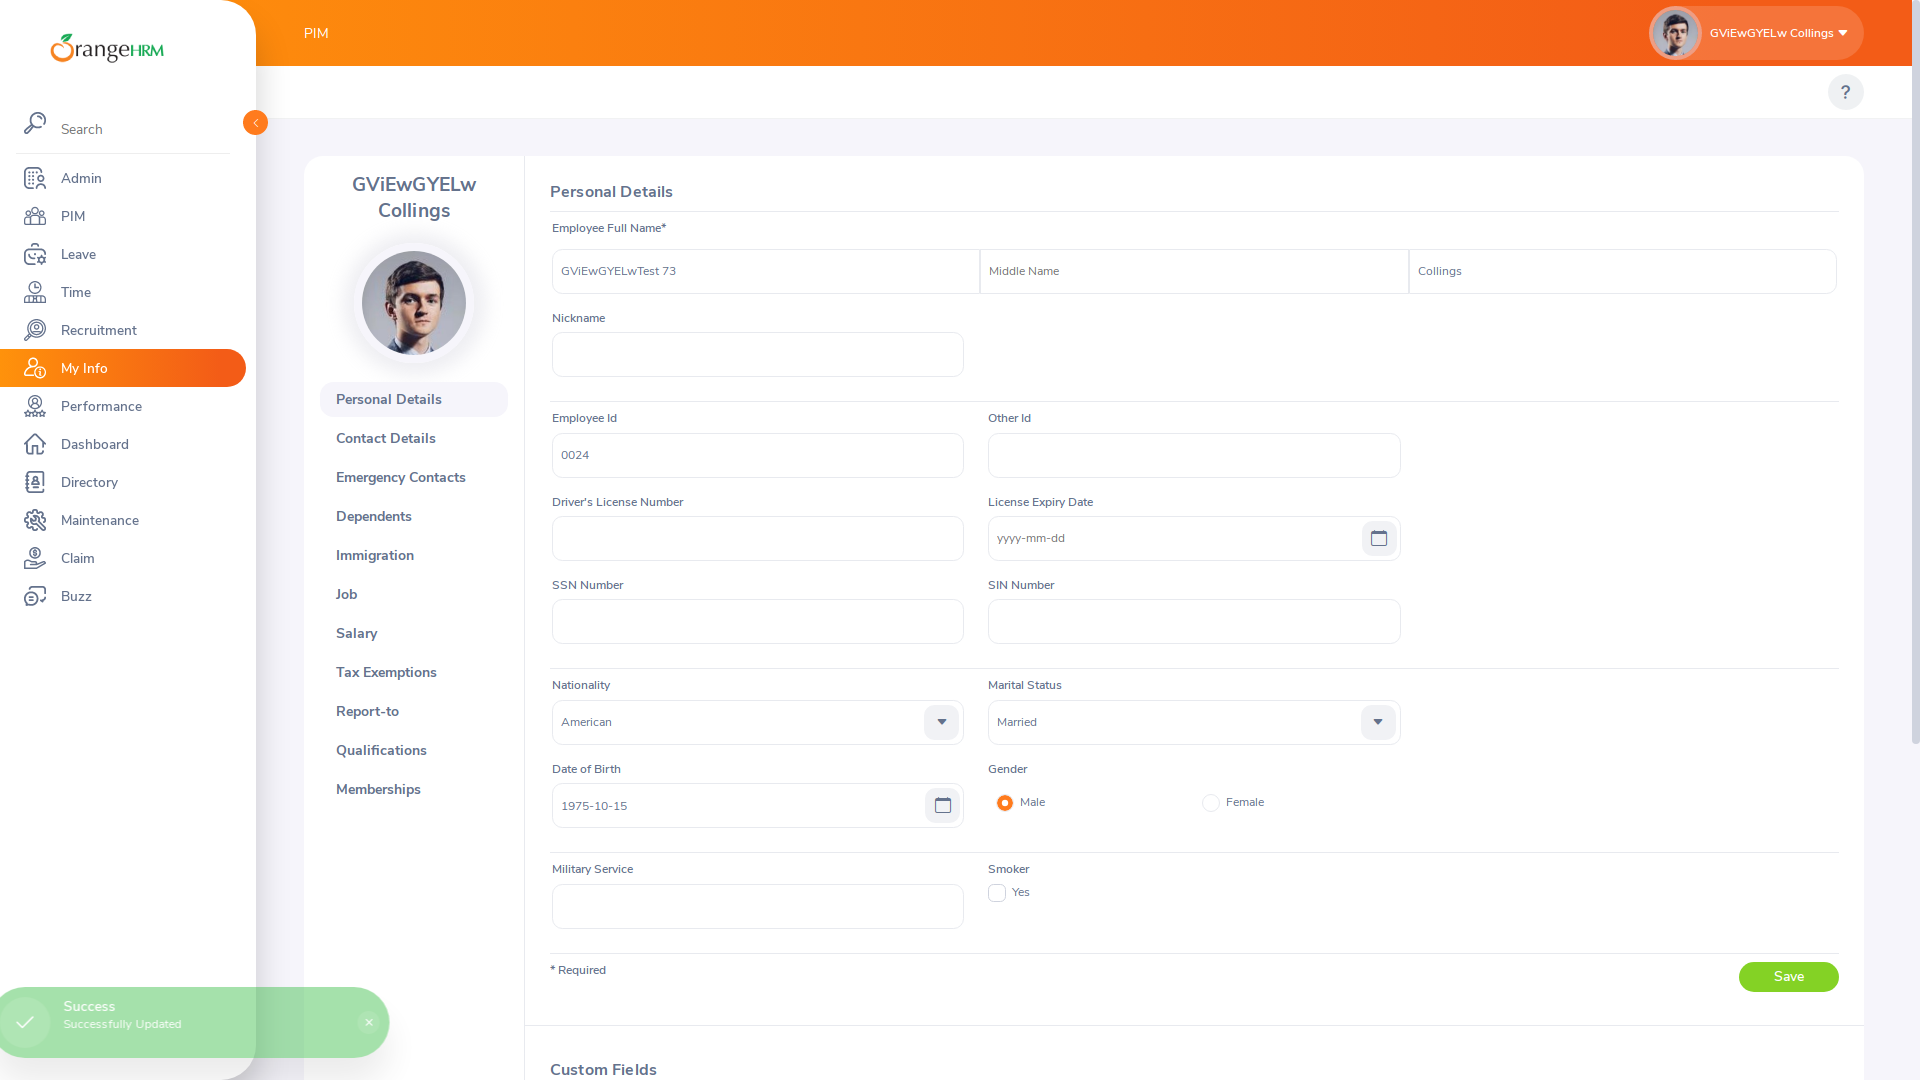 OrangeHRM
PIM
GViEwGYELw Collings
?
Search
Admin
PIM
Leave
Time
Recruitment
My Info
Performance
Dashboard
Directory
Maintenance
Claim
Buzz
GViEwGYELw
Collings
Personal Details
Contact Details
Emergency Contacts
Dependents
Immigration
Job
Salary
Tax Exemptions
Report-to
Qualifications
Memberships
Personal Details
Employee Full Name*
GViEwGYELwTest 73 Middle Name Collings
Nickname
Employee Id Other Id
0024
Driver's License Number License Expiry Date
yyyy-mm-dd
SSN Number SIN Number
Nationality Marital Status
American Married
Date of Birth Gender
1975-10-15 Male Female
Military Service Smoker
Yes
* Required Save
Custom Fields
Success
Successfully Updated